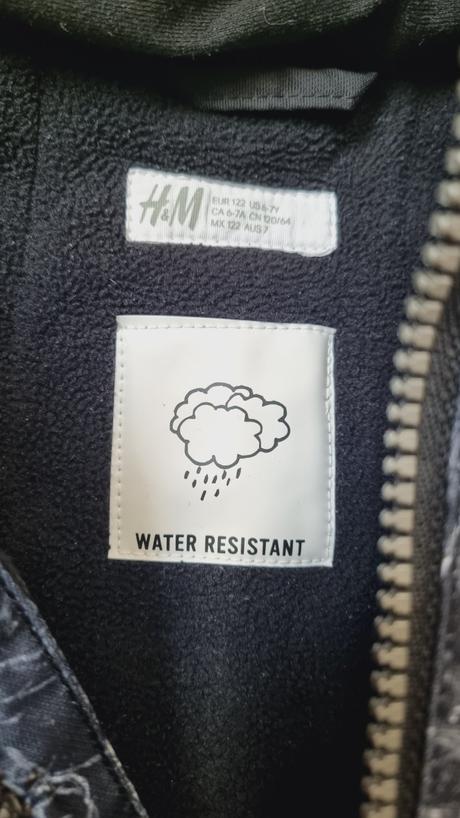 H&M
EUR 122 US 6-7Y
CA 6-7A CN 120/64
MX 122 AUS 7
WATER RESISTANT